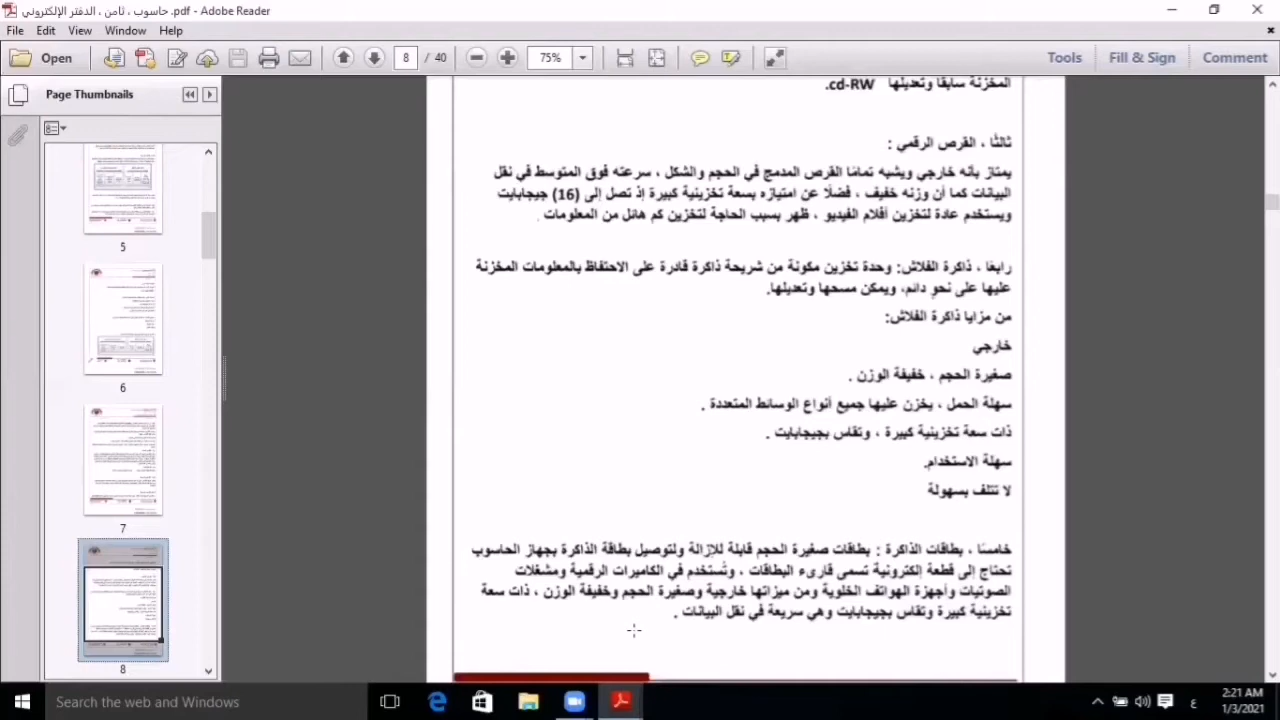 حاسوب ، ثامن ، الدفتر الإلكتروني .pdf - Adobe Reader
File Edit View Window Help
Open 8 / 40 75% Tools Fill & Sign Comment
Page Thumbnails
5
6
7
8
المخزنة سابقا وتعديلها cd-RW.
ثالثًا ، القرص الرقمي :
يمتاز بأنه خارجي ويشبه تمامًا القرص المدمج في الحجم والشكل ، سرعته فوق المتوسط في نقل
البيانات كما أن وزنه خفيف ، فضلًا عن امتيازه بسعة تخزينية كبيرة إذ تصل إلى (16) جيجابايت
ويستخدم عادة لتخزين أفلام الفيديو ، ظهر بسبب الحاجة لتخزين كم هائل من المعلومات .
رابعًا ، ذاكرة الفلاش: وحدة تخزين مكونة من شريحة ذاكرة قادرة على الاحتفاظ بالمعلومات المخزنة
عليها على نحوٍ دائم، ويمكن مسحها وتعديلها.
من مزايا ذاكرة الفلاش:
خارجي
صغيرة الحجم ، خفيفة الوزن .
سهلة الحمل ، يخزن عليها جميع أنواع الوسائط المتعددة .
ذات سعة تخزينية كبيرة ، وتقاس بجيجابايت .
سهلة الاستخدام.
لا تتلف بسهولة
خامسًا ، بطاقات الذاكرة : بطاقات صغيرة الحجم قابلة للإزالة ولتوصيل بطاقة الذاكرة بجهاز الحاسوب
تحتاج إلى قطعة إلكترونية تسمى قارىء البطاقات ، وتُستخدم في الكاميرات الرقمية ومشغلات
الصوتيات وأجهزة الهواتف الخلوية ومن ميزاتها خارجية وصغيرة الحجم وخفيفة الوزن ، ذات سعة
تخزينية كبيرة وتقاس بجيجابايت وهي سريعة في نقل البيانات .
Search the web and Windows
ع
2:21 AM
1/3/2021